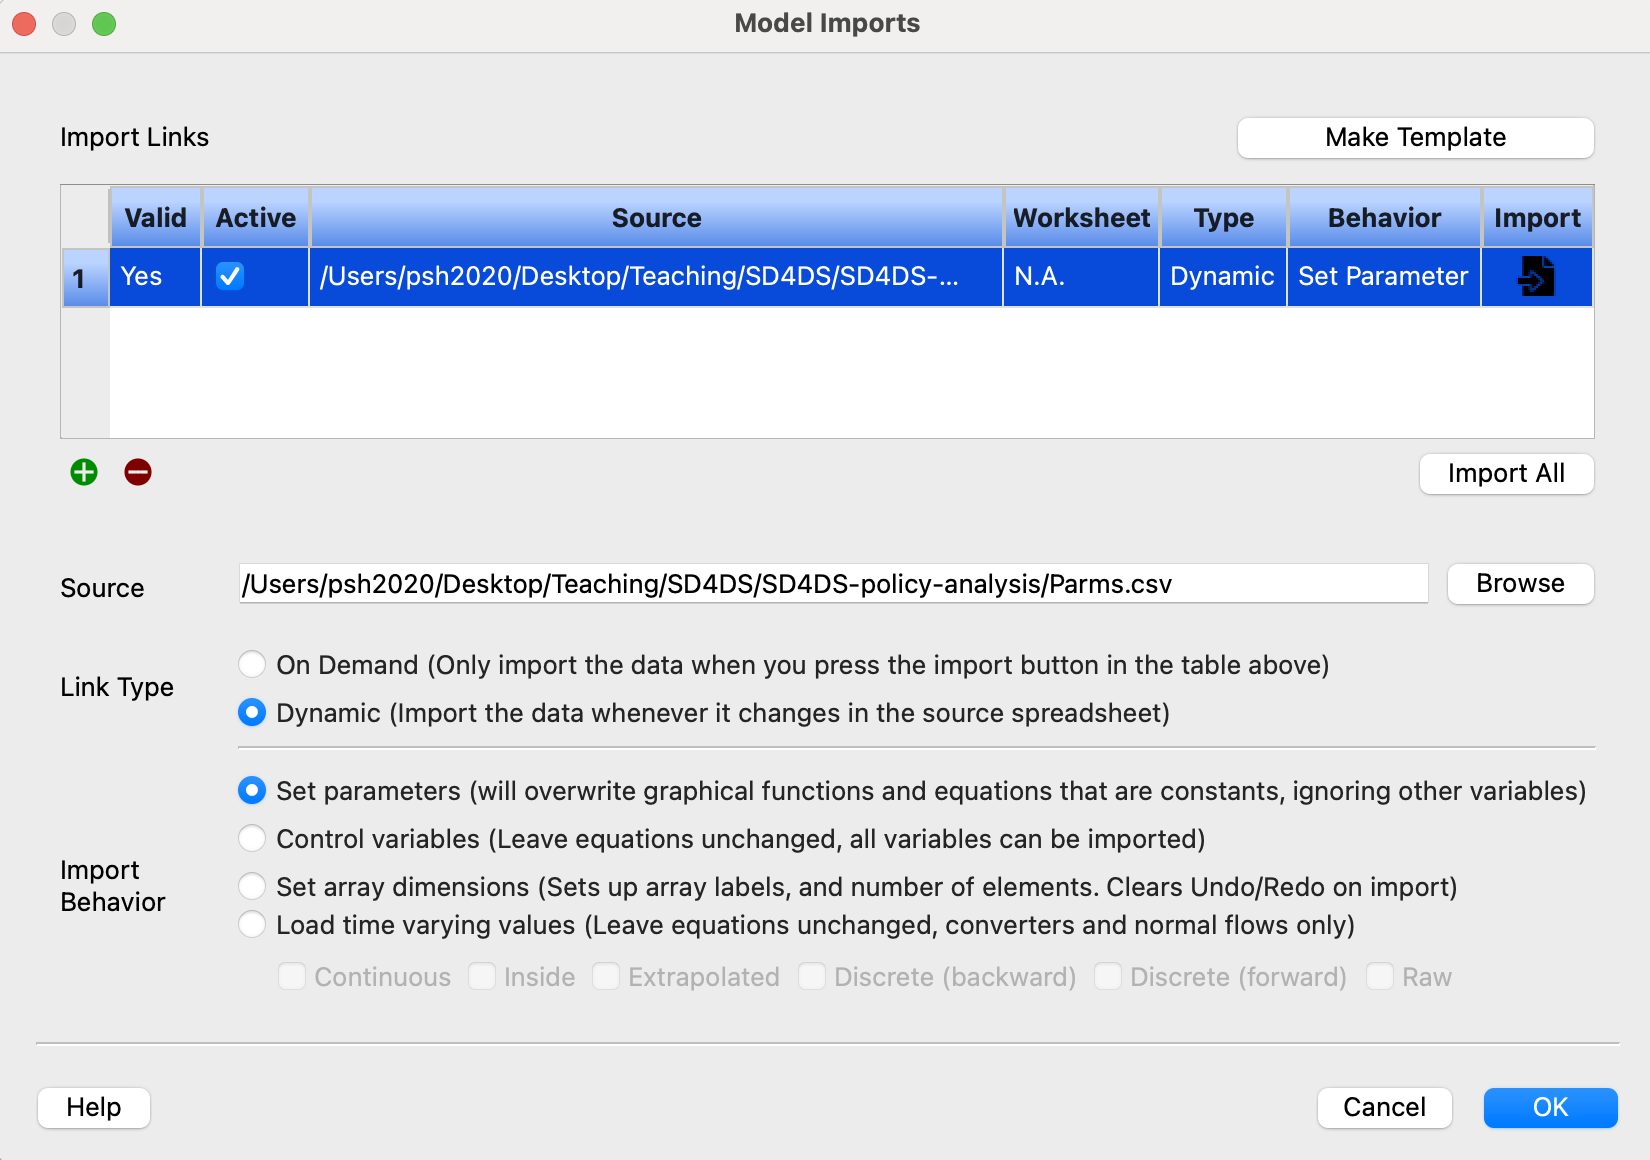 Model Imports
Import Links
Make Template
Valid Active Source Worksheet Type Behavior Import
1 Yes /Users/psh2020/Desktop/Teaching/SD4DS/SD4DS-... N.A. Dynamic Set Parameter
Import All
Source /Users/psh2020/Desktop/Teaching/SD4DS/SD4DS-policy-analysis/Parms.csv Browse
Link Type
On Demand (Only import the data when you press the import button in the table above)
Dynamic (Import the data whenever it changes in the source spreadsheet)
Import
Behavior
Set parameters (will overwrite graphical functions and equations that are constants, ignoring other variables)
Control variables (Leave equations unchanged, all variables can be imported)
Set array dimensions (Sets up array labels, and number of elements. Clears Undo/Redo on import)
Load time varying values (Leave equations unchanged, converters and normal flows only)
Continuous Inside Extrapolated Discrete (backward) Discrete (forward) Raw
Help Cancel OK